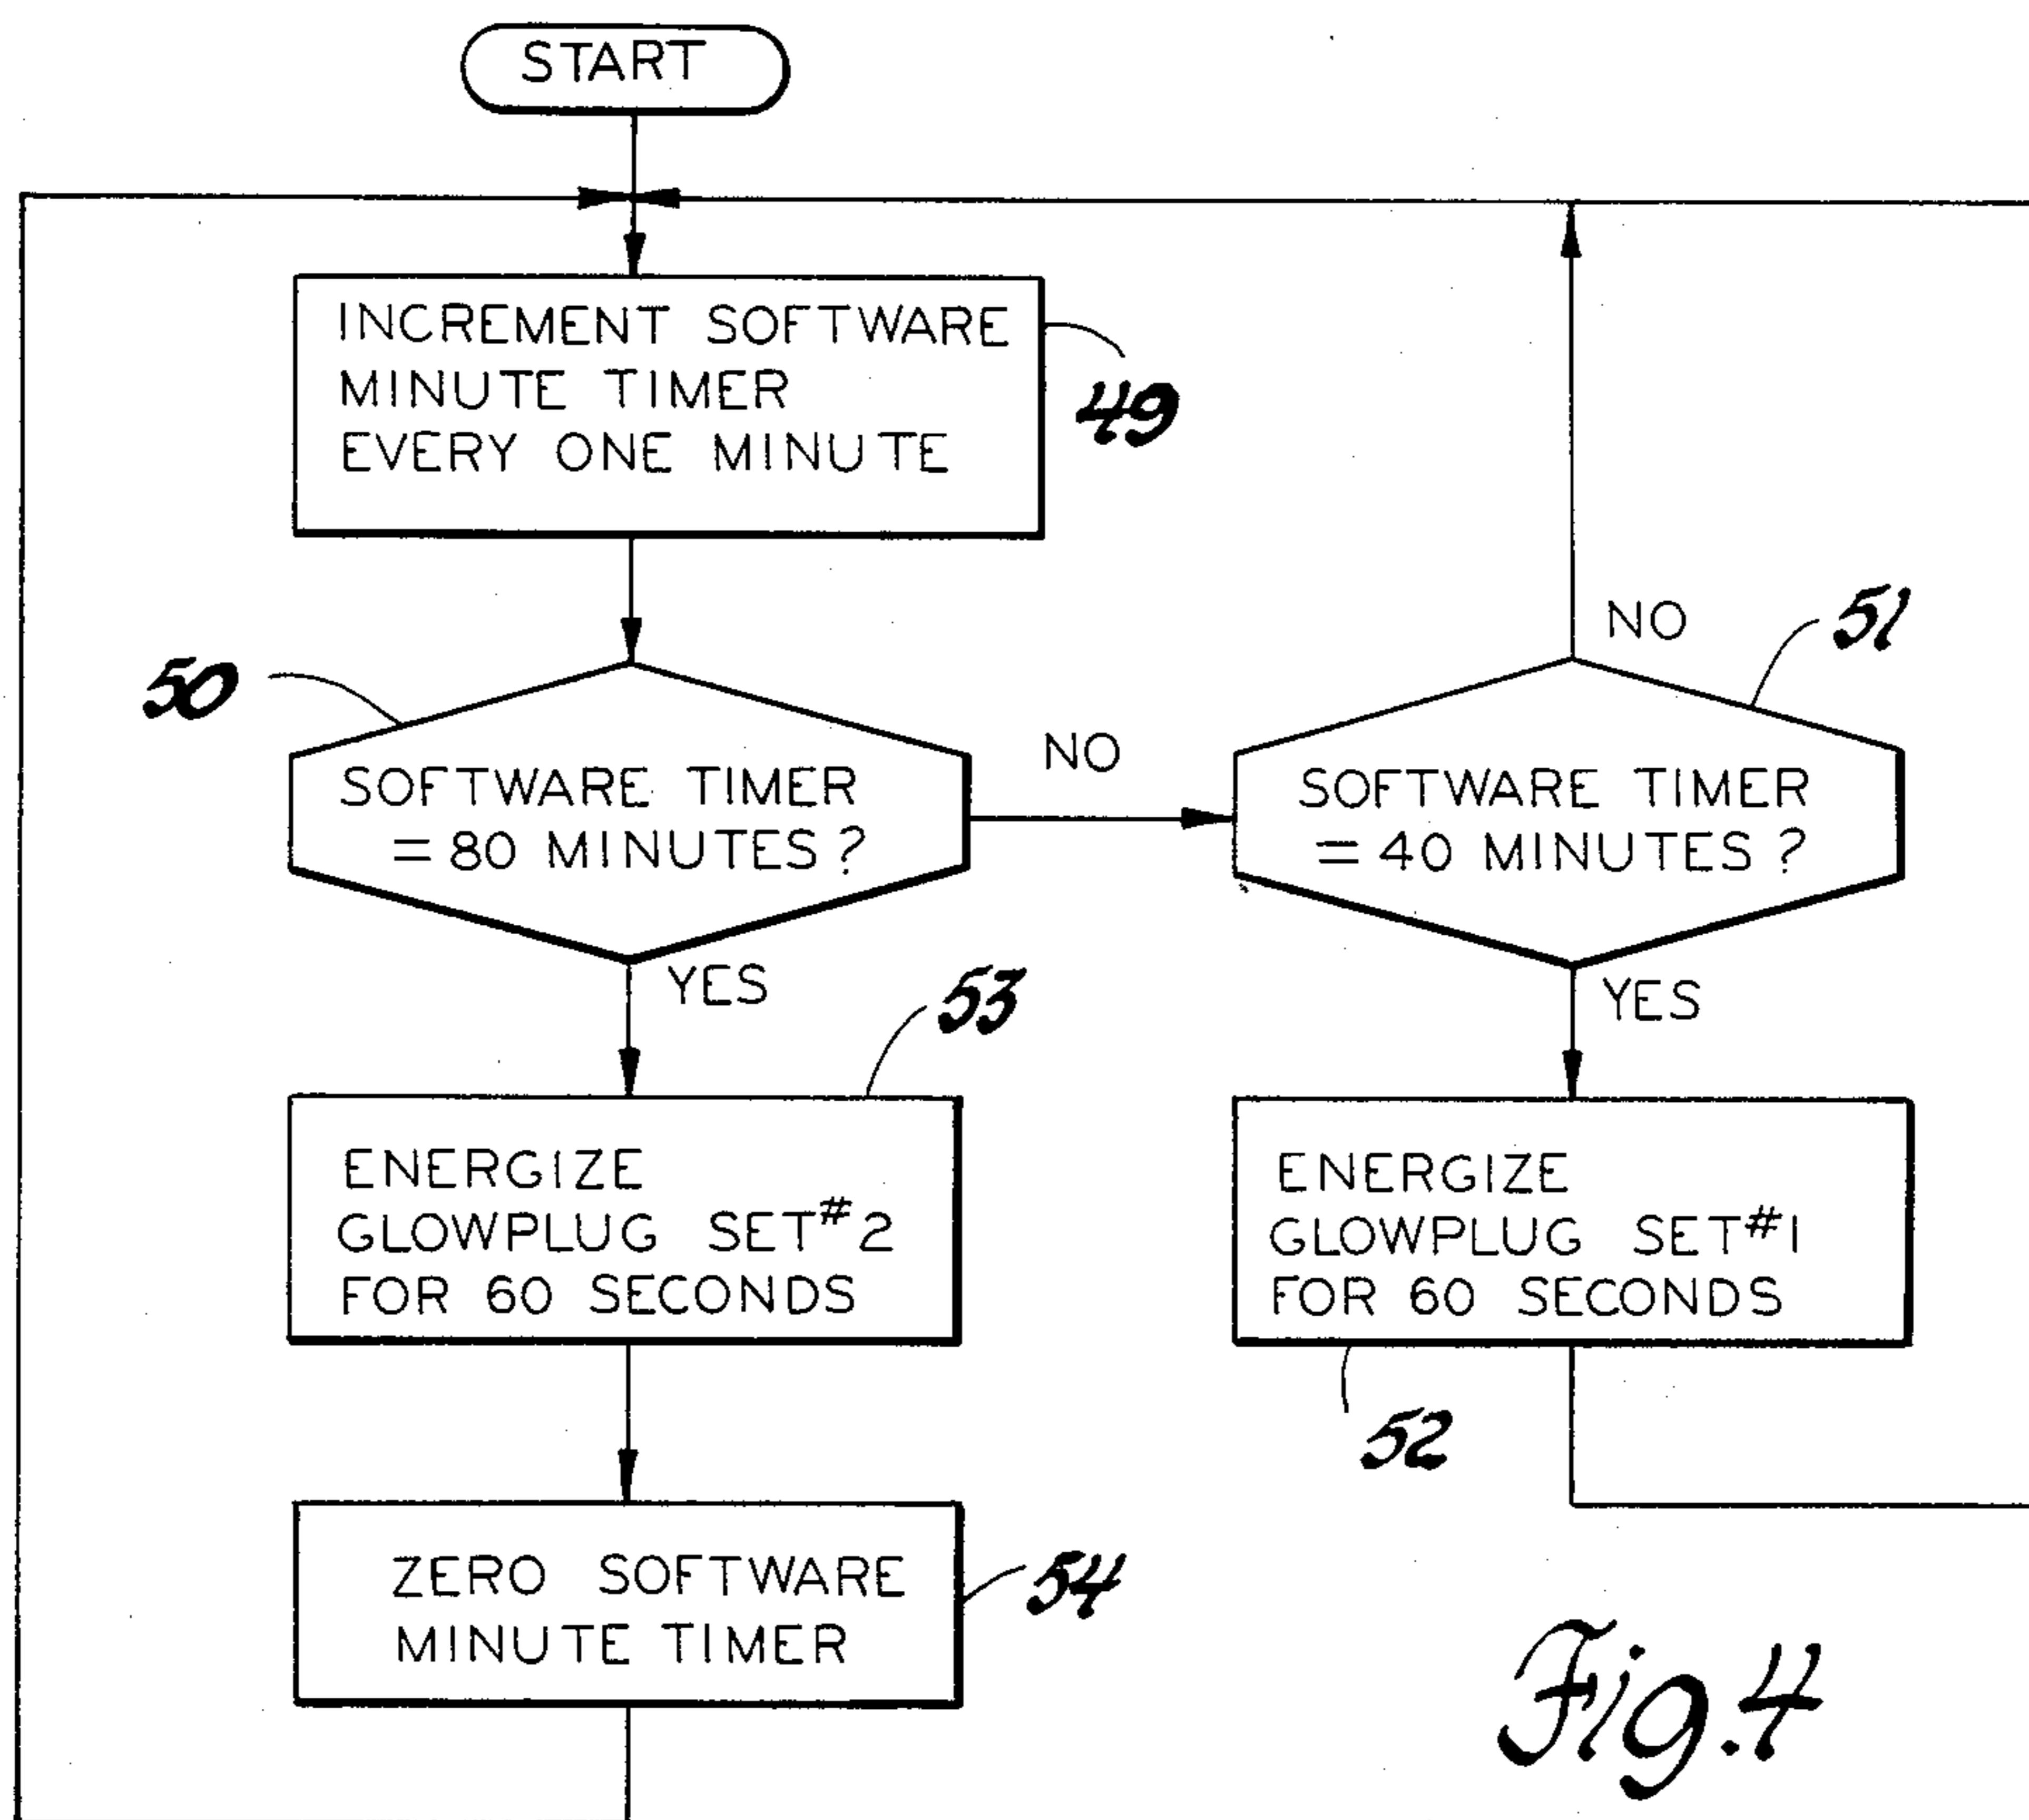 START
INCREMENT SOFTWARE
MINUTE TIMER
EVERY ONE MINUTE
49
50
SOFTWARE TIMER
= 80 MINUTES ?
NO
51
NO
SOFTWARE TIMER
= 40 MINUTES ?
YES
53
ENERGIZE
GLOWPLUG SET #2
FOR 60 SECONDS
YES
ENERGIZE
GLOWPLUG SET #1
FOR 60 SECONDS
52
ZERO SOFTWARE
MINUTE TIMER
54
Fig. 4